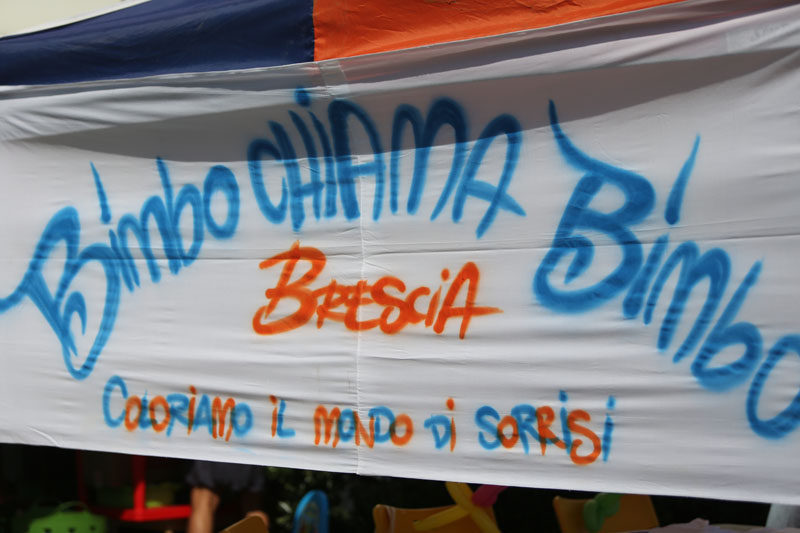 Bimbo CHIAMA Bimbo
BRESCIA
COLORIAMO IL MONDO DI SORRISI